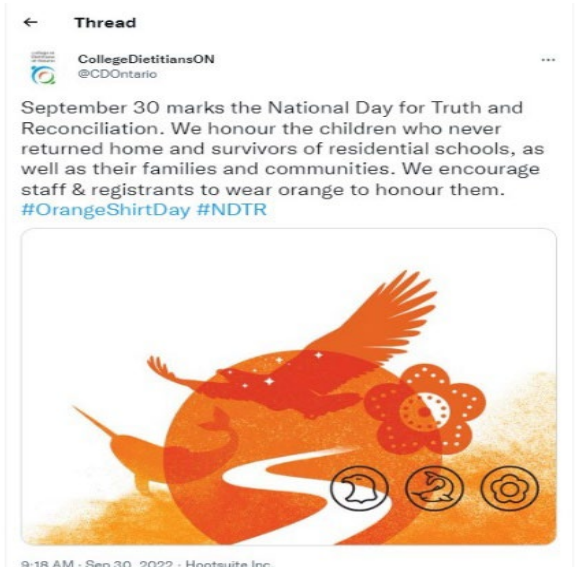 Thread
CollegeDietitiansON
@CDOntario
September 30 marks the National Day for Truth and
Reconciliation. We honour the children who never
returned home and survivors of residential schools, as
well as their families and communities. We encourage
staff & registrants to wear orange to honour them.
#OrangeShirtDay #NDTR
9:18 AM · Sep 30, 2022 · Hootsuite Inc.